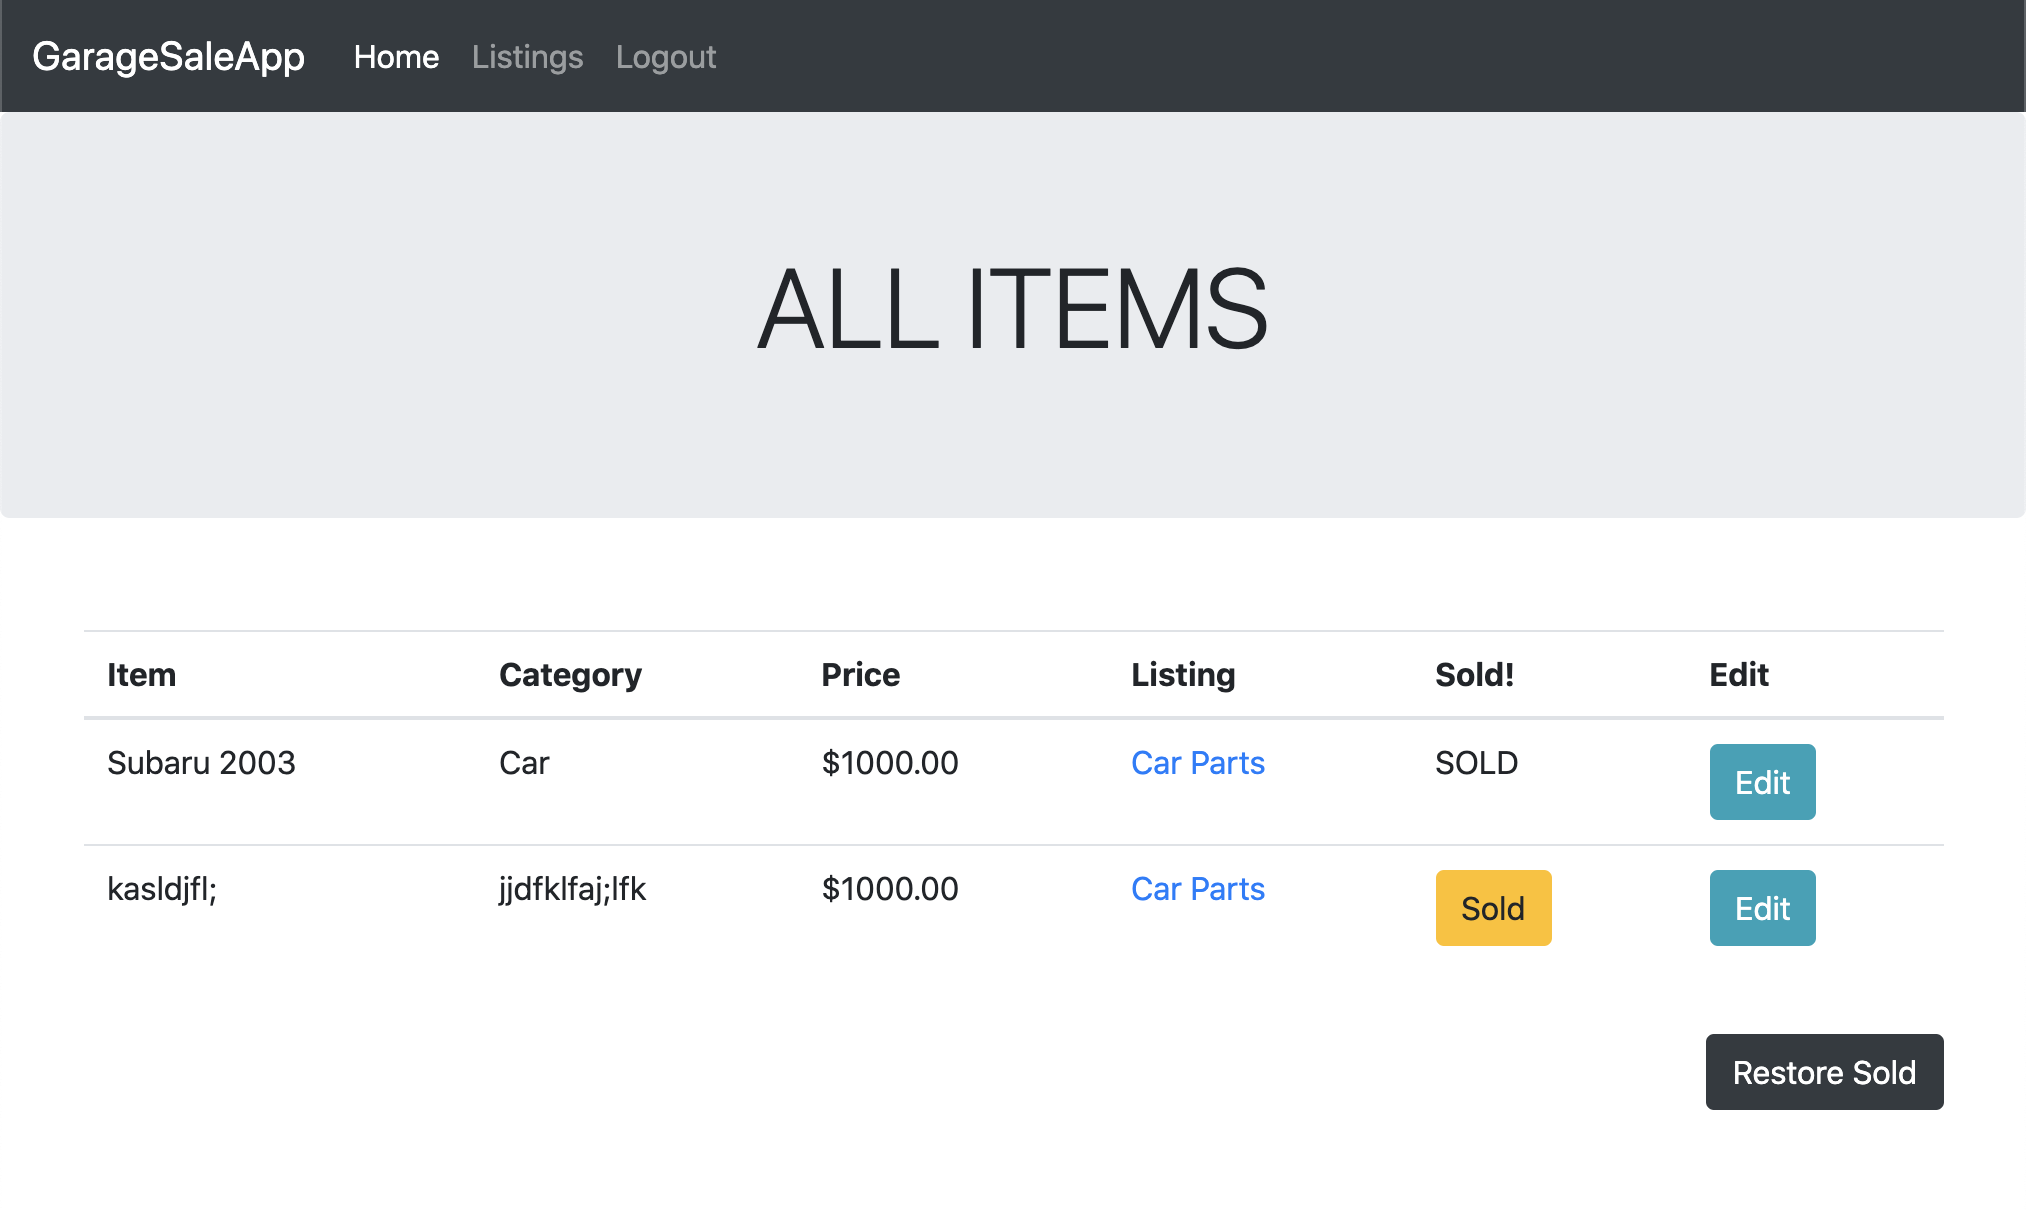 GarageSaleApp Home Listings Logout
ALL ITEMS
Item Category Price Listing Sold! Edit
Subaru 2003 Car $1000.00 Car Parts SOLD Edit
kasldjfl; jjdfklfaj;lfk $1000.00 Car Parts Sold Edit
Restore Sold